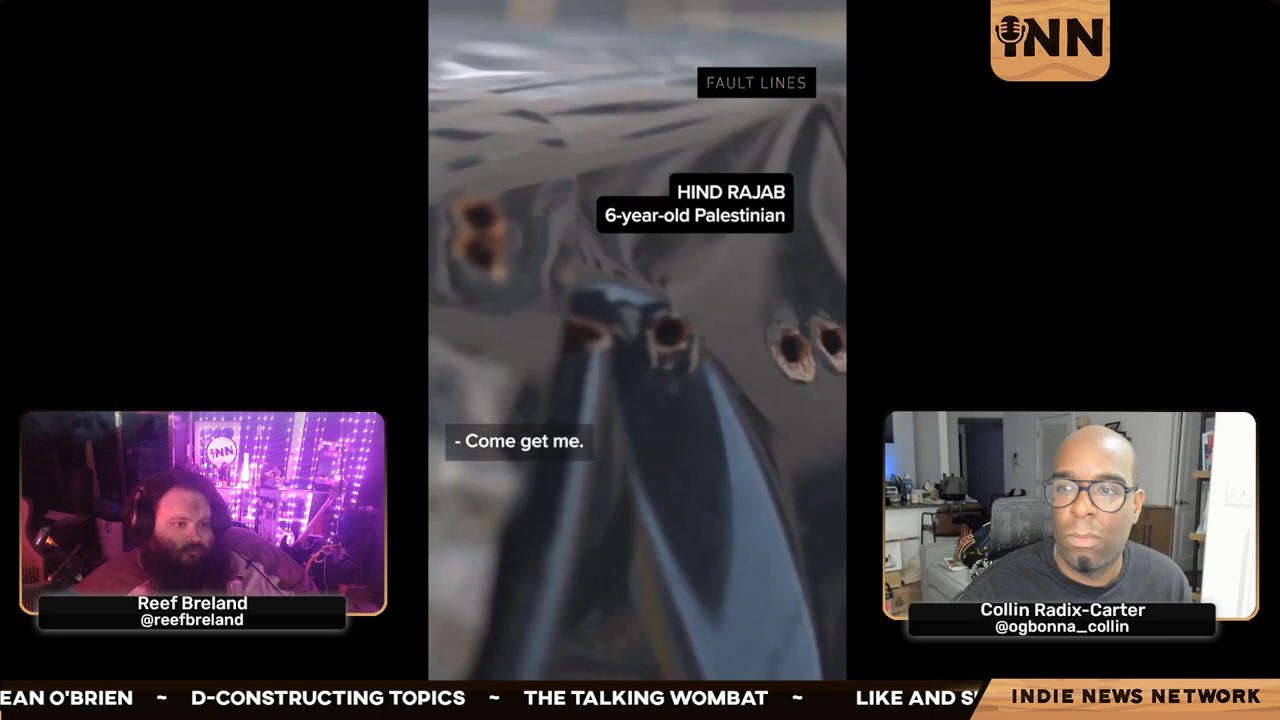 iNN
FAULT LINES
HIND RAJAB
6-year-old Palestinian
- Come get me.
iNN
Reef Breland
@reefbreland
Collin Radix-Carter
@ogbonna_collin
EAN O'BRIEN ~ D-CONSTRUCTING TOPICS ~ THE TALKING WOMBAT ~ LIKE AND S
INDIE NEWS NETWORK